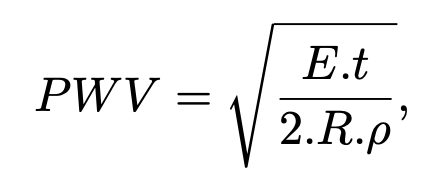 PWV = √(E.t / 2.R.ρ),